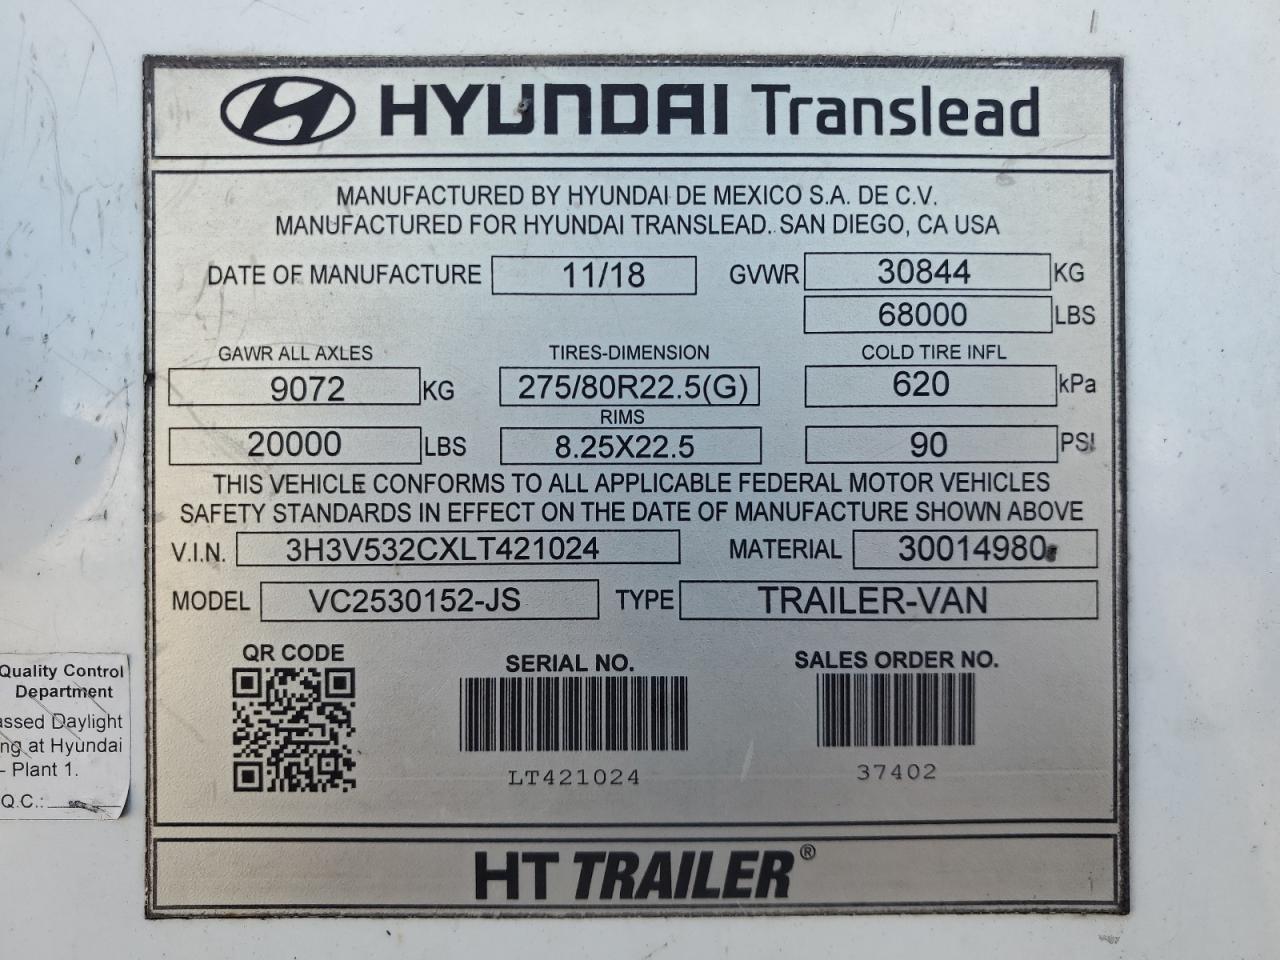 HYUNDAI Translead
MANUFACTURED BY HYUNDAI DE MEXICO S.A. DE C.V.
MANUFACTURED FOR HYUNDAI TRANSLEAD. SAN DIEGO, CA USA
DATE OF MANUFACTURE 11/18 GVWR 30844 KG
68000 LBS
GAWR ALL AXLES TIRES-DIMENSION COLD TIRE INFL
9072 KG 275/80R22.5(G) 620 kPa
RIMS
20000 LBS 8.25X22.5 90 PSI
THIS VEHICLE CONFORMS TO ALL APPLICABLE FEDERAL MOTOR VEHICLES
SAFETY STANDARDS IN EFFECT ON THE DATE OF MANUFACTURE SHOWN ABOVE
V.I.N. 3H3V532CXLT421024 MATERIAL 30014980
MODEL VC2530152-JS TYPE TRAILER-VAN
QR CODE SERIAL NO. SALES ORDER NO.
LT421024 37402
HT TRAILER®
Quality Control
Department
Daylight
at Hyundai
- Plant 1.
Q.C.: